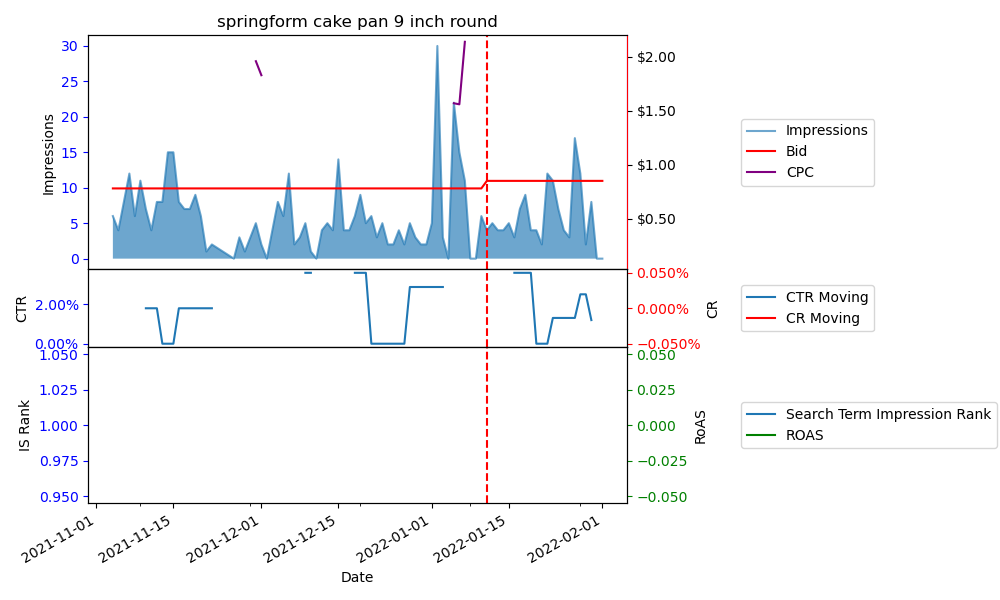 springform cake pan 9 inch round
30
25
20
15
10
5
0
Impressions
$2.00
$1.50
$1.00
$0.50
Impressions
Bid
CPC
2.00%
0.00%
CTR
0.050%
0.000%
−0.050%
CR
CTR Moving
CR Moving
1.050
1.025
1.000
0.975
0.950
IS Rank
0.050
0.025
0.000
−0.025
−0.050
RoAS
Search Term Impression Rank
ROAS
2021-11-01
2021-11-15
2021-12-01
2021-12-15
2022-01-01
2022-01-15
2022-02-01
Date